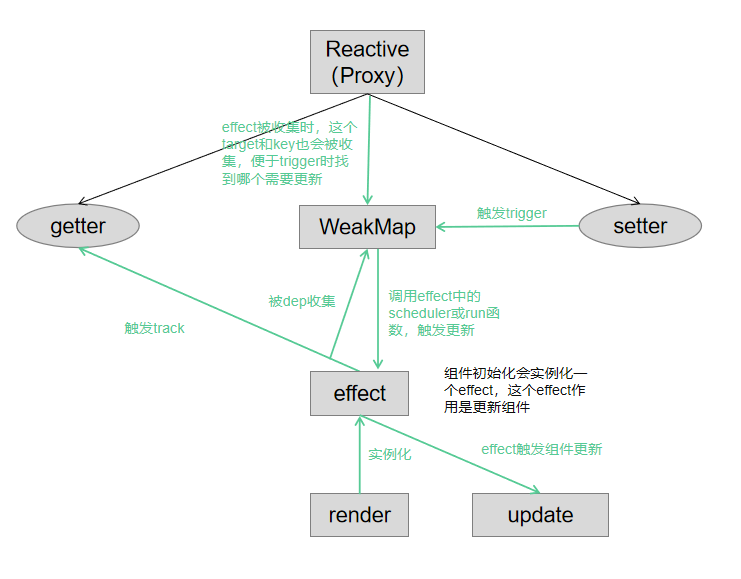 Reactive
（Proxy）
effect被收集时，这个
target和key也会被收
集，便于trigger时找
到哪个需要更新
getter
WeakMap
触发trigger
setter
被dep收集
调用effect中的
scheduler或run函
数，触发更新
触发track
effect
组件初始化会实例化一
个effect，这个effect作
用是更新组件
实例化
effect触发组件更新
render
update